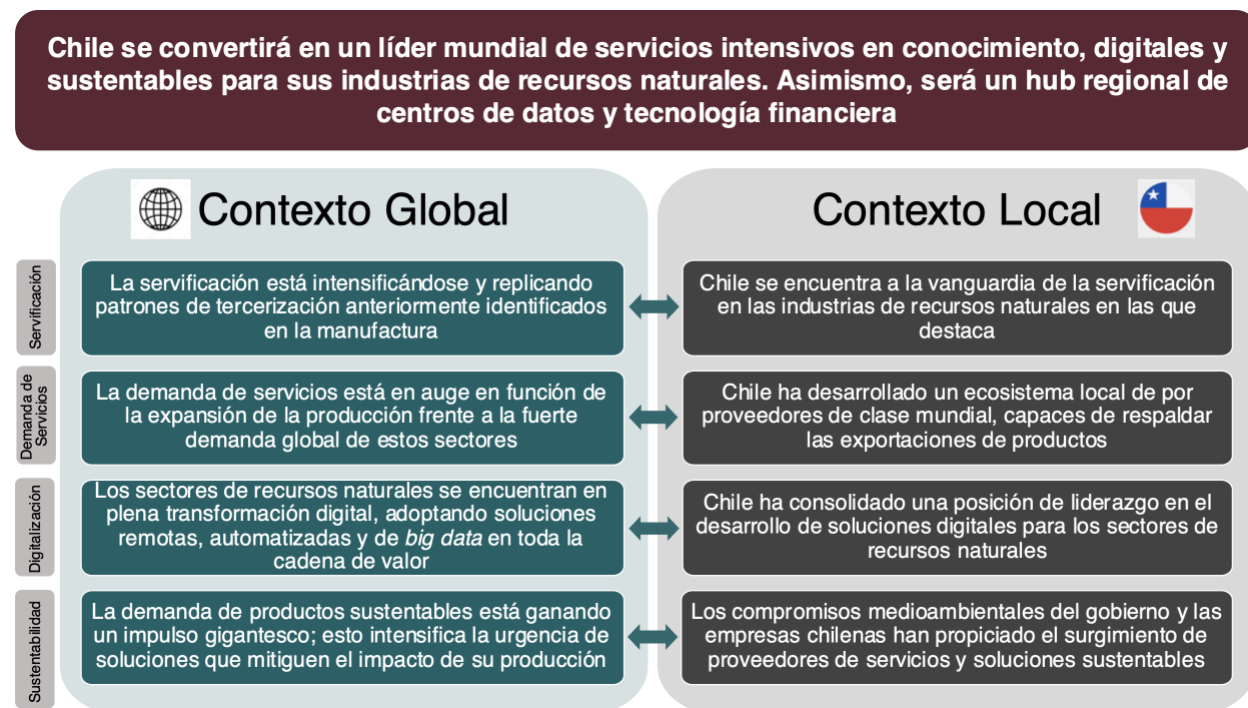 Chile se convertirá en un líder mundial de servicios intensivos en conocimiento, digitales y
sustentables para sus industrias de recursos naturales. Asimismo, será un hub regional de
centros de datos y tecnología financiera
Contexto Global
Contexto Local
Servificación
La servificación está intensificándose y replicando
patrones de tercerización anteriormente identificados
en la manufactura
Chile se encuentra a la vanguardia de la servificación
en las industrias de recursos naturales en las que
destaca
Demanda de
Servicios
La demanda de servicios está en auge en función de
la expansión de la producción frente a la fuerte
demanda global de estos sectores
Chile ha desarrollado un ecosistema local de por
proveedores de clase mundial, capaces de respaldar
las exportaciones de productos
Digitalización
Los sectores de recursos naturales se encuentran en
plena transformación digital, adoptando soluciones
remotas, automatizadas y de big data en toda la
cadena de valor
Chile ha consolidado una posición de liderazgo en el
desarrollo de soluciones digitales para los sectores de
recursos naturales
Sustentabilidad
La demanda de productos sustentables está ganando
un impulso gigantesco; esto intensifica la urgencia de
soluciones que mitiguen el impacto de su producción
Los compromisos medioambientales del gobierno y las
empresas chilenas han propiciado el surgimiento de
proveedores de servicios y soluciones sustentables